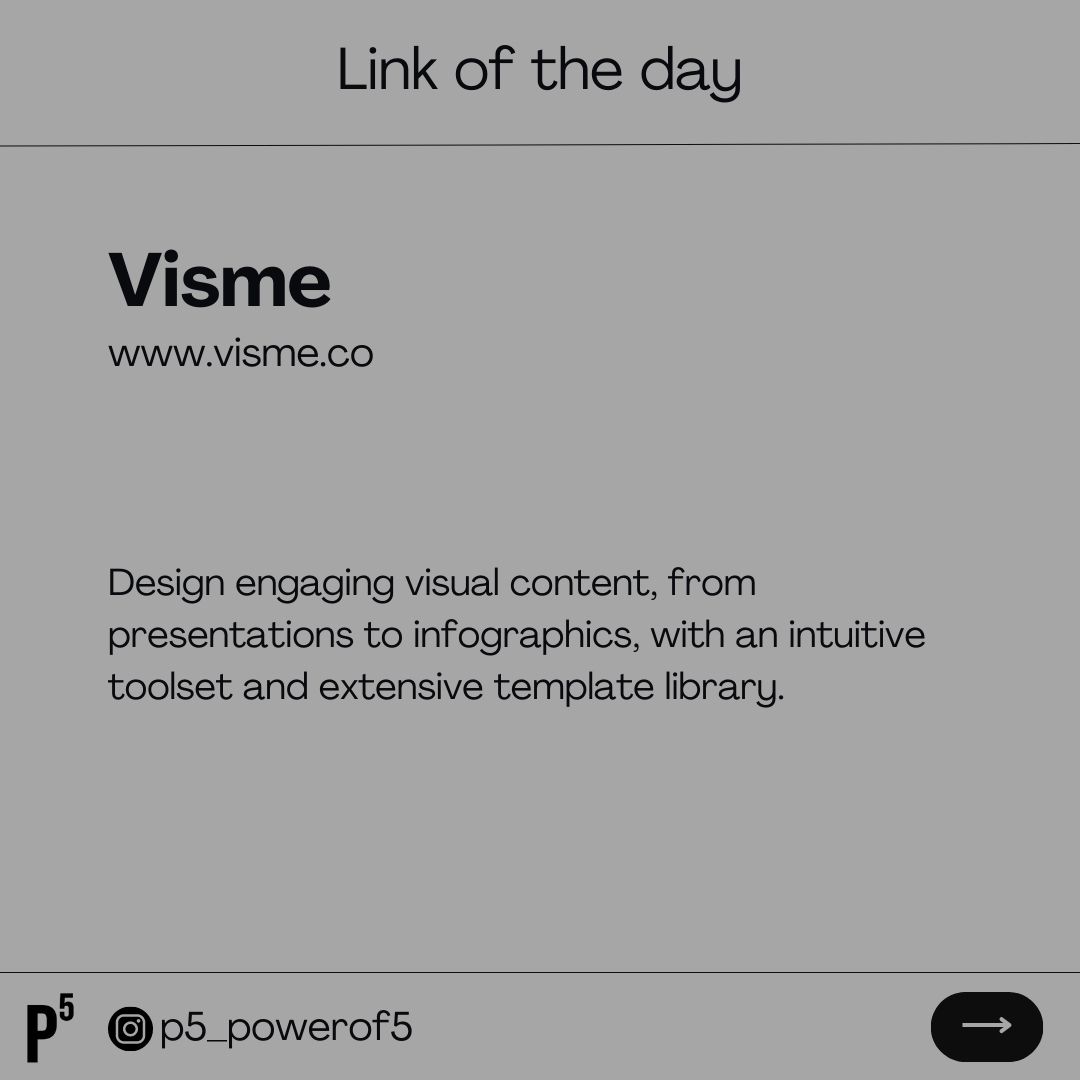 Link of the day
Visme
www.visme.co
Design engaging visual content, from
presentations to infographics, with an intuitive
toolset and extensive template library.
P5 p5_powerof5